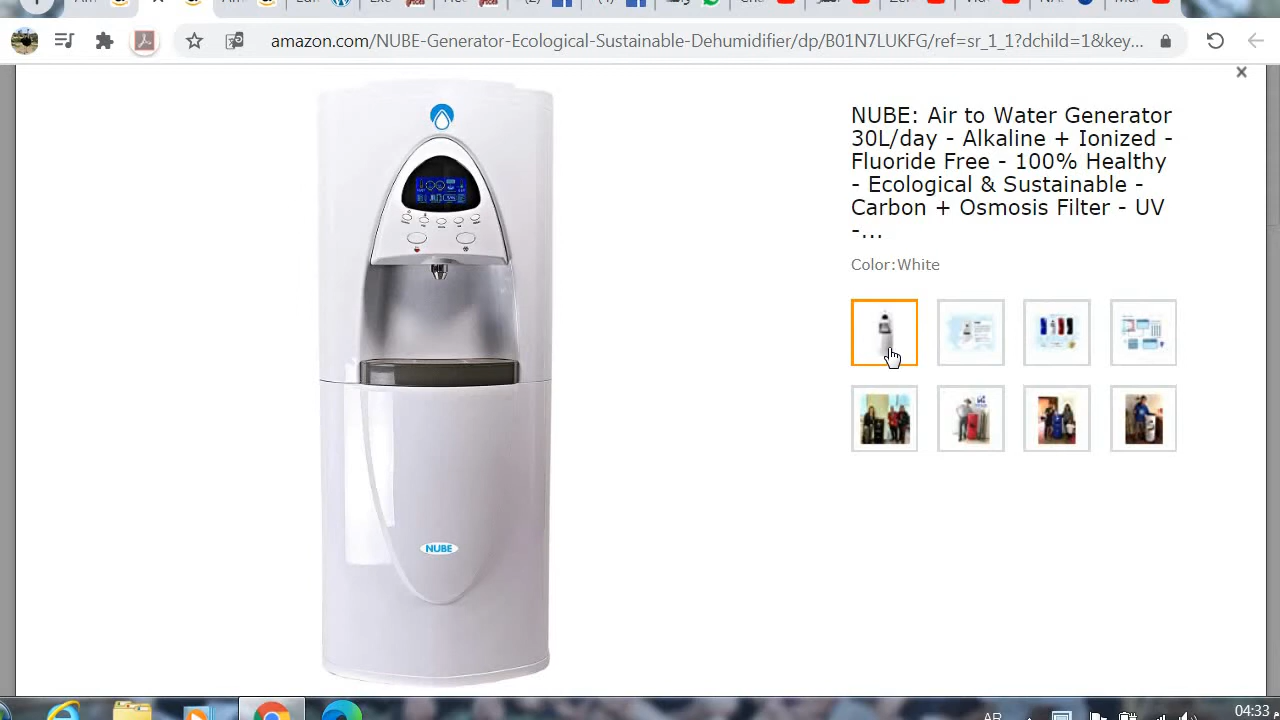 amazon.com/NUBE-Generator-Ecological-Sustainable-Dehumidifier/dp/B01N7LUKFG/ref=sr_1_1?dchild=1&key...
NUBE: Air to Water Generator
30L/day - Alkaline + Ionized -
Fluoride Free - 100% Healthy
- Ecological & Sustainable -
Carbon + Osmosis Filter - UV
-...
Color:White
NUBE
AR
04:33